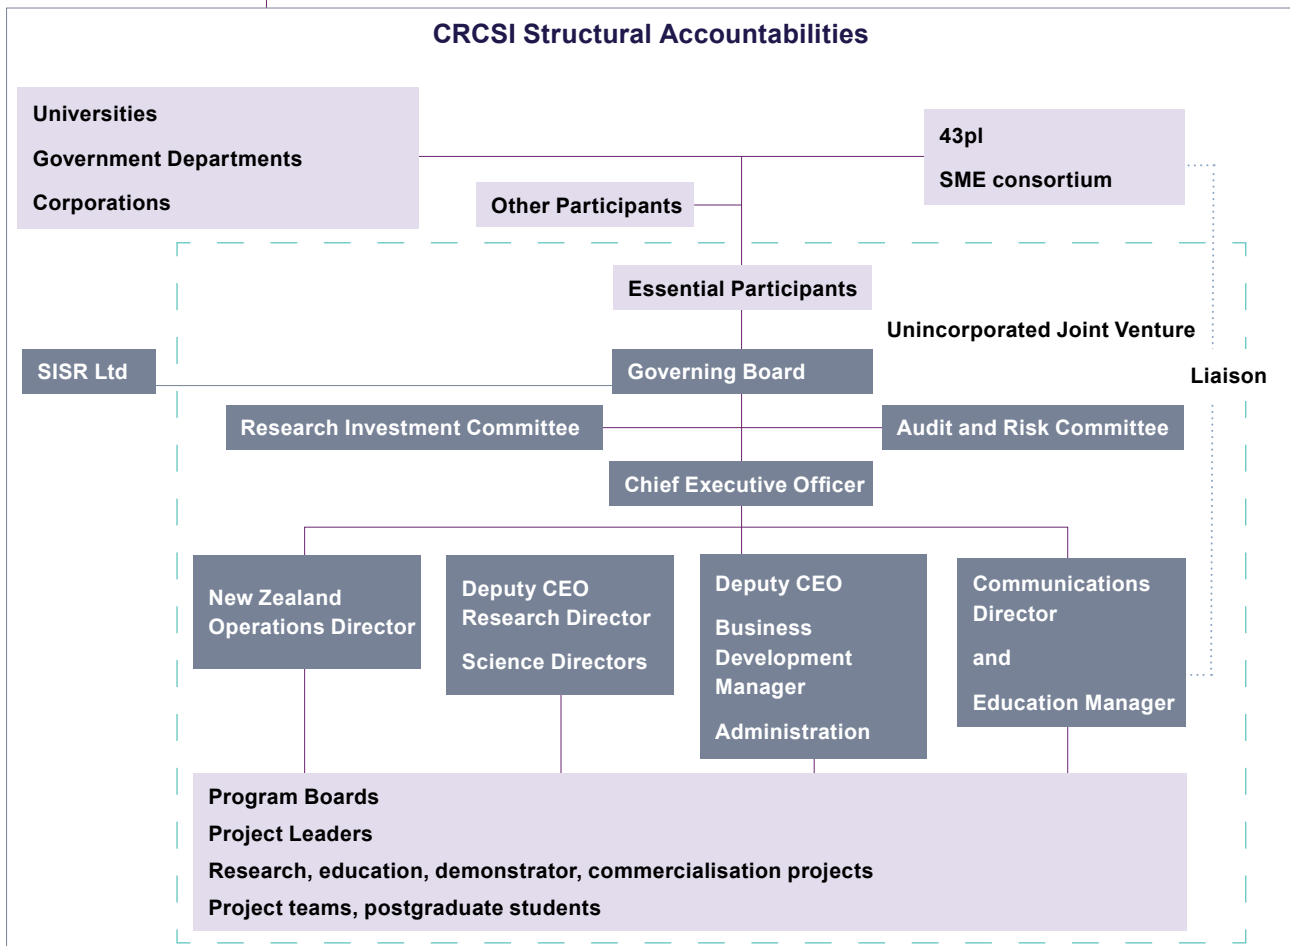 CRCSI Structural Accountabilities
Universities
Government Departments
Corporations
43pl
SME consortium
Other Participants
Essential Participants
Unincorporated Joint Venture
SISR Ltd
Governing Board
Liaison
Research Investment Committee
Audit and Risk Committee
Chief Executive Officer
New Zealand
Operations Director
Deputy CEO
Research Director
Science Directors
Deputy CEO
Business
Development
Manager
Administration
Communications
Director
and
Education Manager
Program Boards
Project Leaders
Research, education, demonstrator, commercialisation projects
Project teams, postgraduate students